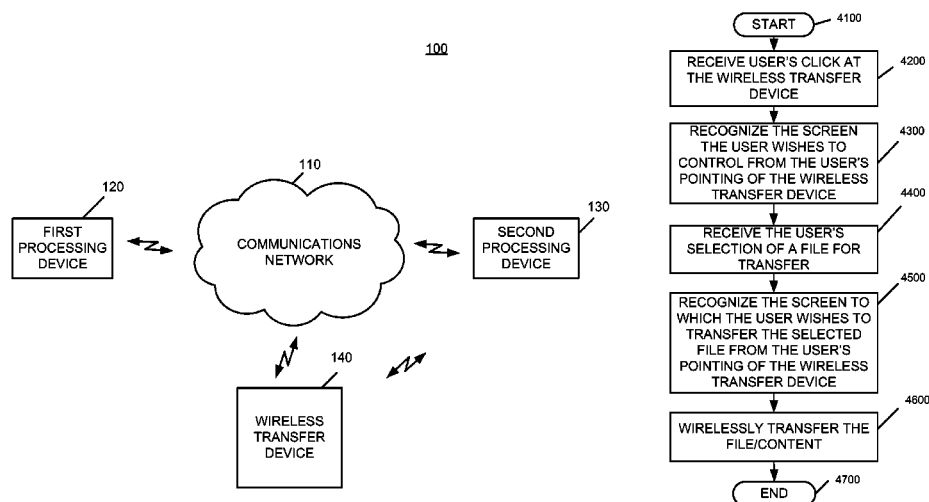 100
110
120
FIRST
PROCESSING
DEVICE
COMMUNICATIONS
NETWORK
130
SECOND
PROCESSING
DEVICE
140
WIRELESS
TRANSFER
DEVICE
START
4100
RECEIVE USER'S CLICK AT
THE WIRELESS TRANSFER
DEVICE
4200
RECOGNIZE THE SCREEN
THE USER WISHES TO
CONTROL FROM THE USER'S
POINTING OF THE WIRELESS
TRANSFER DEVICE
4300
4400
RECEIVE THE USER'S
SELECTION OF A FILE FOR
TRANSFER
4500
RECOGNIZE THE SCREEN TO
WHICH THE USER WISHES TO
TRANSFER THE SELECTED
FILE FROM THE USER'S
POINTING OF THE WIRELESS
TRANSFER DEVICE
4600
WIRELESSLY TRANSFER THE
FILE/CONTENT
END
4700